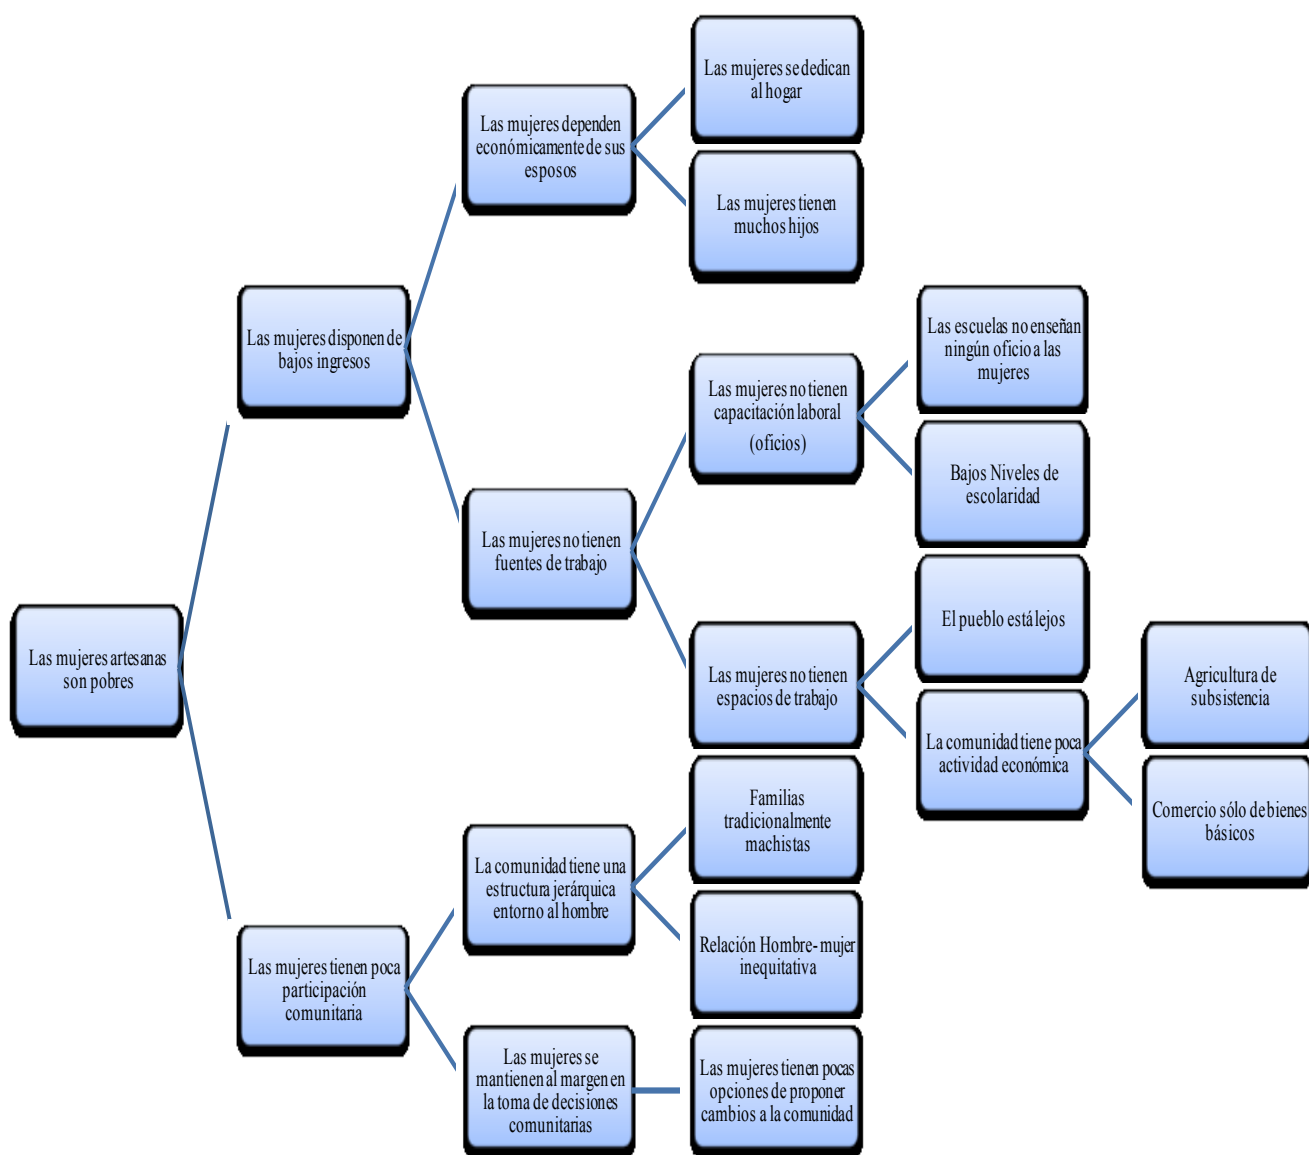 Las mujeres se dedican
al hogar
Las mujeres dependen
económicamente de sus
esposos
Las mujeres tienen
muchos hijos
Las mujeres disponen de
bajos ingresos
Las escuelas no enseñan
ningún oficio a las
mujeres
Las mujeres no tienen
capacitación laboral
(oficios)
Bajos Niveles de
escolaridad
Las mujeres no tienen
fuentes de trabajo
El pueblo está lejos
Las mujeres artesanas
son pobres
Las mujeres no tienen
espacios de trabajo
Agricultura de
subsistencia
La comunidad tiene poca
actividad económica
Comercio sólo de bienes
básicos
Familias
tradicionalmente
machistas
La comunidad tiene una
estructura jerárquica
entorno al hombre
Relación Hombre- mujer
inequitativa
Las mujeres tienen poca
participación
comunitaria
Las mujeres se
mantienen al margen en
la toma de decisiones
comunitarias
Las mujeres tienen pocas
opciones de proponer
cambios a la comunidad